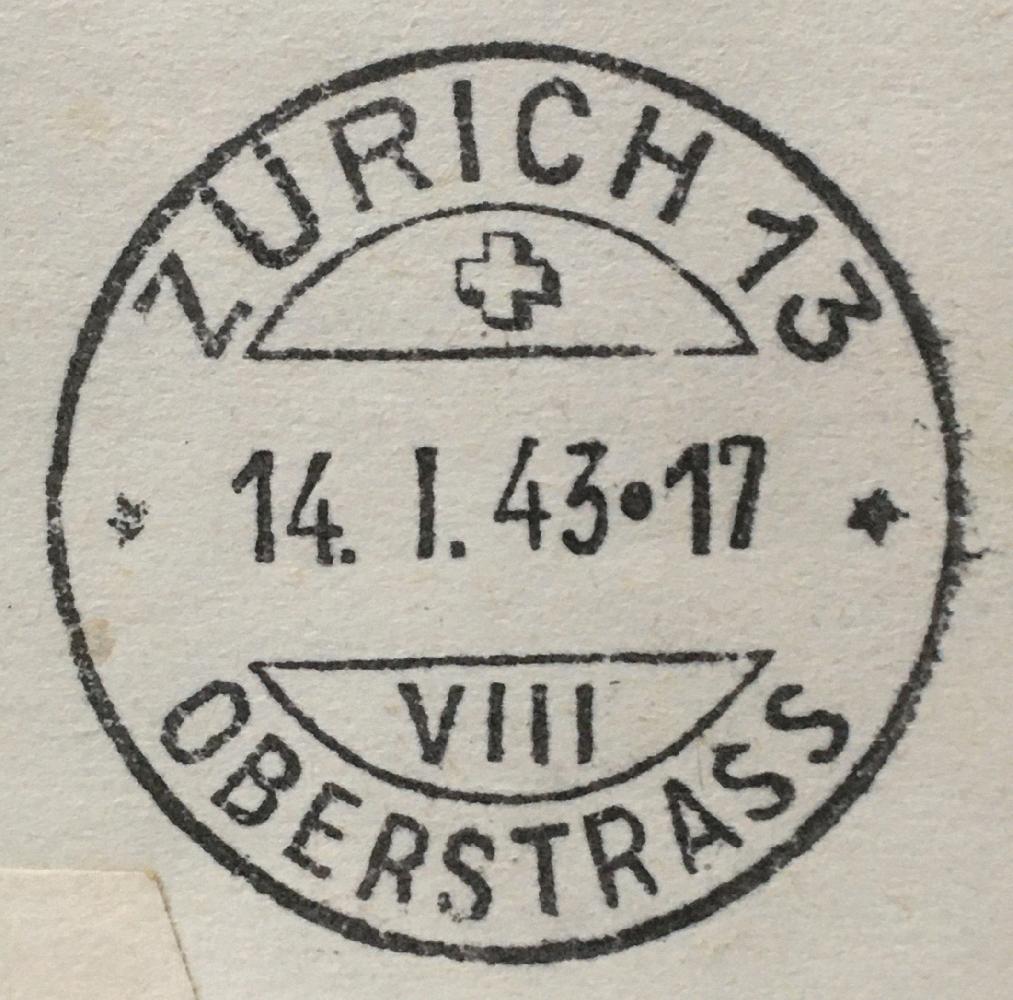 ZÜRICH 13
14. I. 43•17
VIII
OBERSTRASS